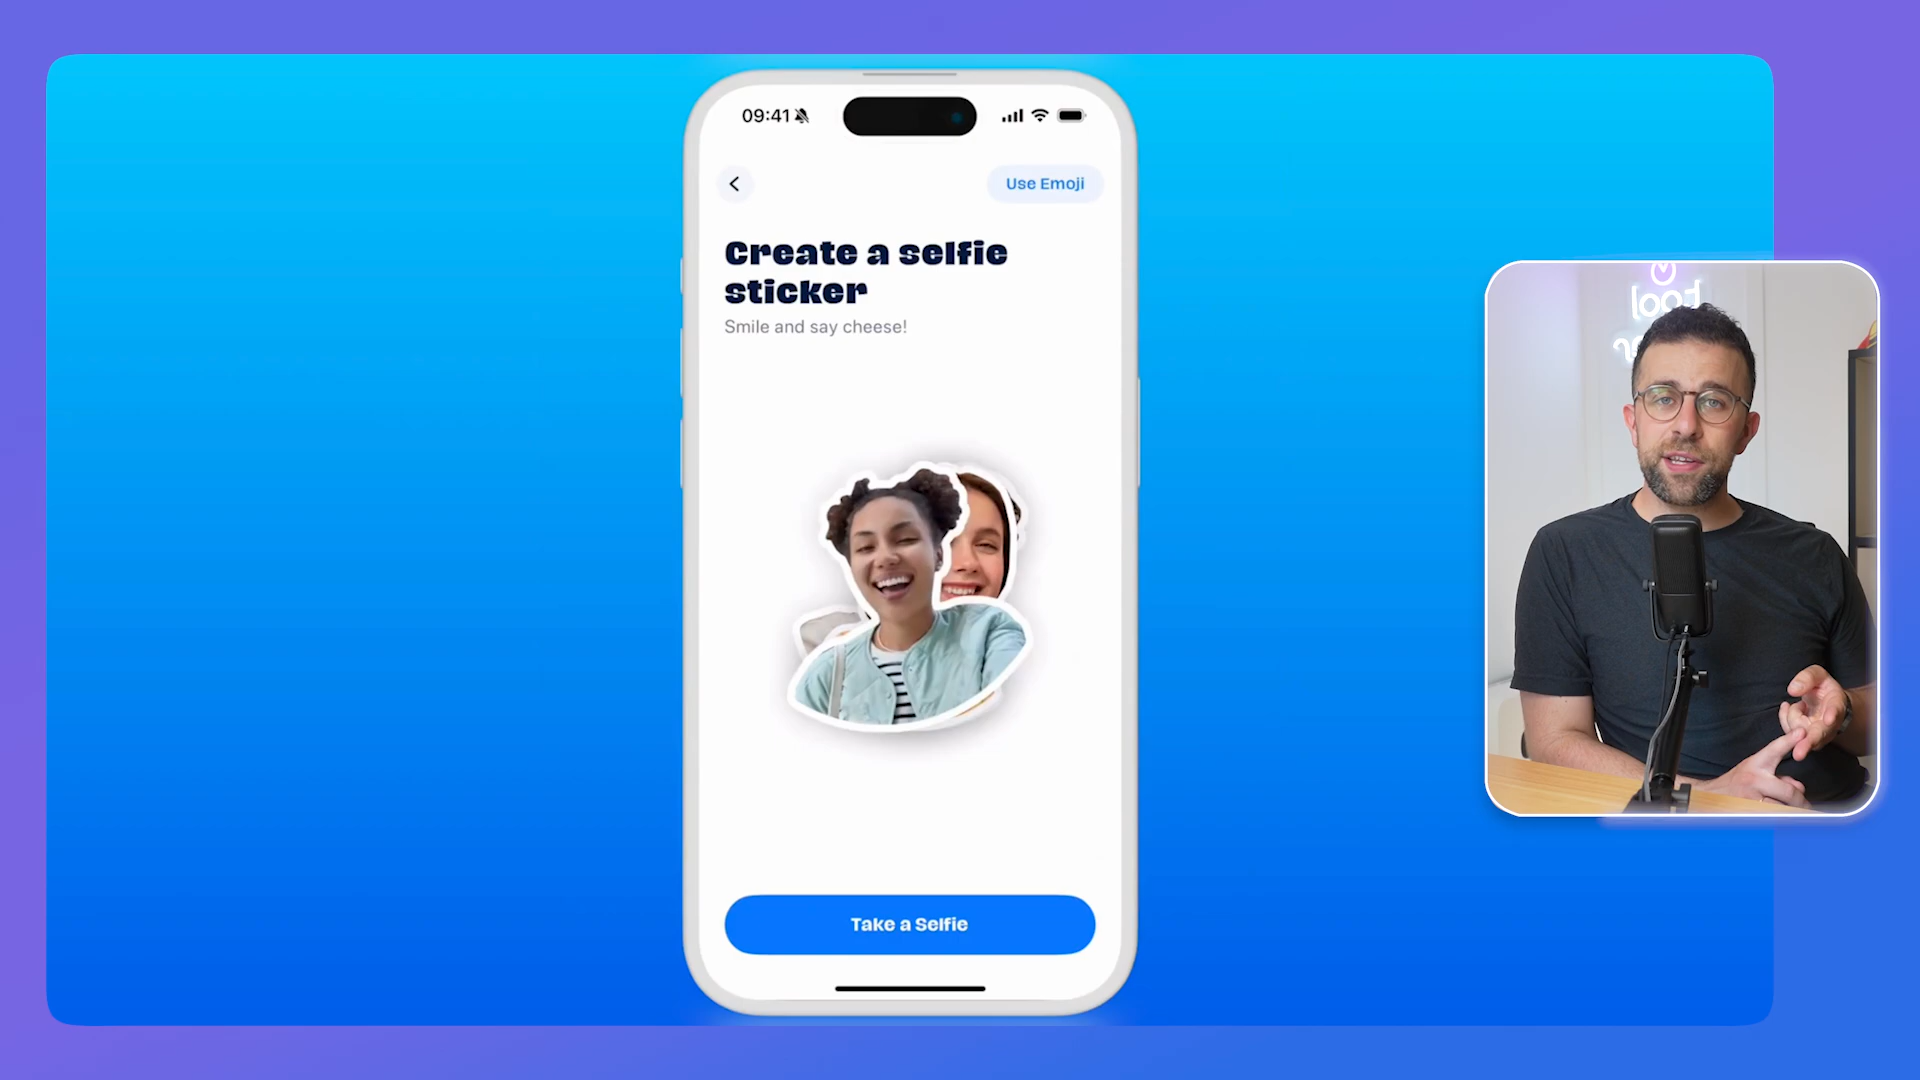 09:41
Use Emoji
Create a selfie
sticker
Smile and say cheese!
Take a Selfie